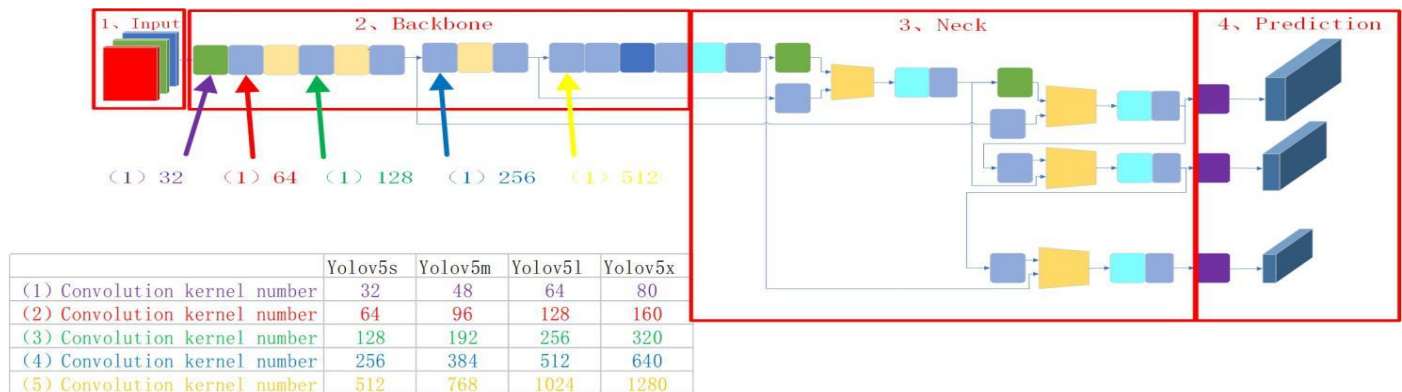 1、Input
2、Backbone
3、Neck
4、Prediction
（1）32
（1）64
（1）128
（1）256
（1）512
Yolov5s Yolov5m Yolov5l Yolov5x
(1) Convolution kernel number 32 48 64 80
(2) Convolution kernel number 64 96 128 160
(3) Convolution kernel number 128 192 256 320
(4) Convolution kernel number 256 384 512 640
(5) Convolution kernel number 512 768 1024 1280